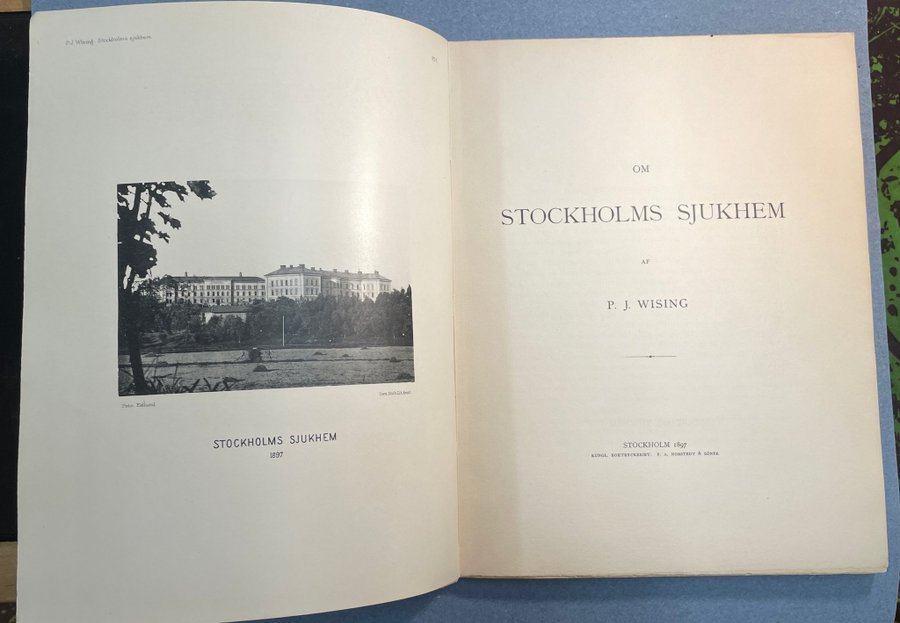 P. J. Wising. Stockholms sjukhem.
STOCKHOLMS SJUKHEM
1897
OM
STOCKHOLMS SJUKHEM
AF
P. J. WISING
STOCKHOLM 1897
KUNGL. BOKTRYCKERIET. P. A. NORSTEDT & SÖNER